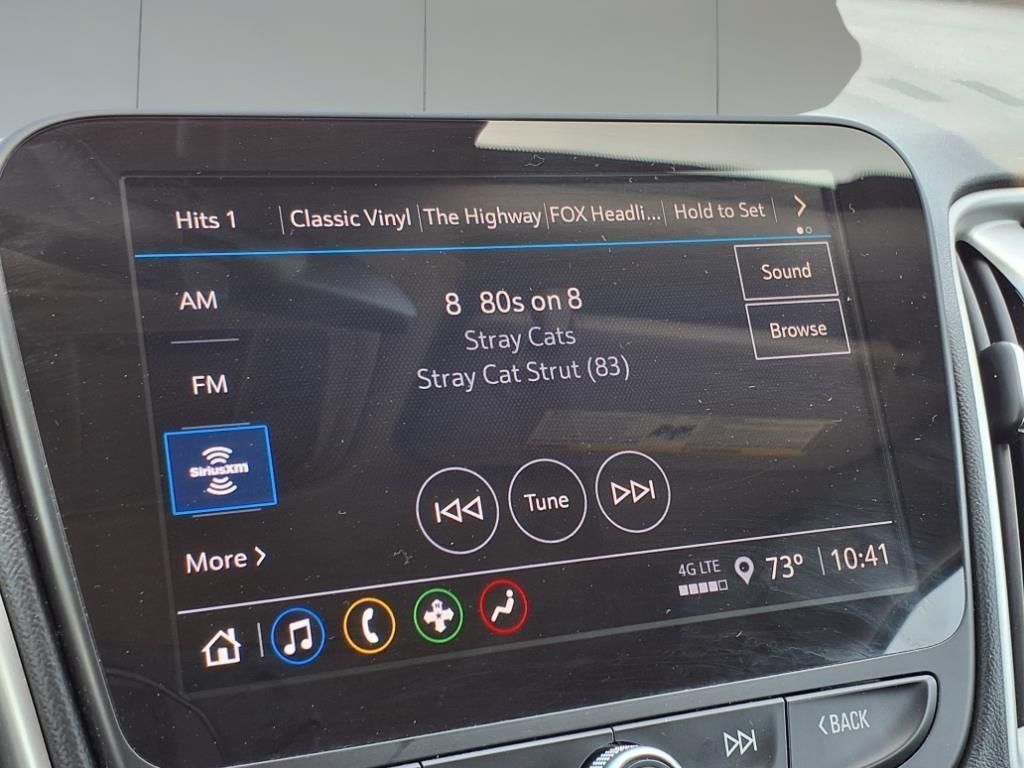 Hits 1 Classic Vinyl The Highway FOX Headli... Hold to Set
AM
8 80s on 8
Sound
Stray Cats
Browse
FM
Stray Cat Strut (83)
SiriusXM
Tune
More
4G LTE 73° 10:41
BACK